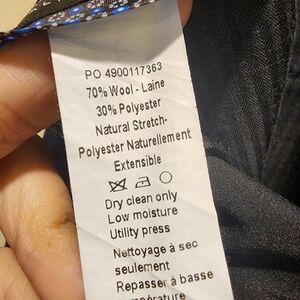 PO 4900117363
70% Wool - Laine
30% Polyester
Natural Stretch-
Polyester Naturellement
Extensible
Dry clean only
Low moisture
Utility press
Nettoyage à sec
seulement
Repasser à basse
température